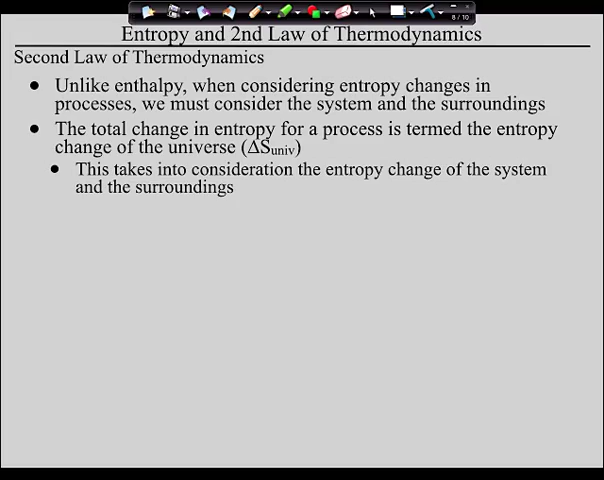 8 / 10
Entropy and 2nd Law of Thermodynamics
Second Law of Thermodynamics
● Unlike enthalpy, when considering entropy changes in
processes, we must consider the system and the surroundings
● The total change in entropy for a process is termed the entropy
change of the universe (ΔSuniv)
● This takes into consideration the entropy change of the system
and the surroundings